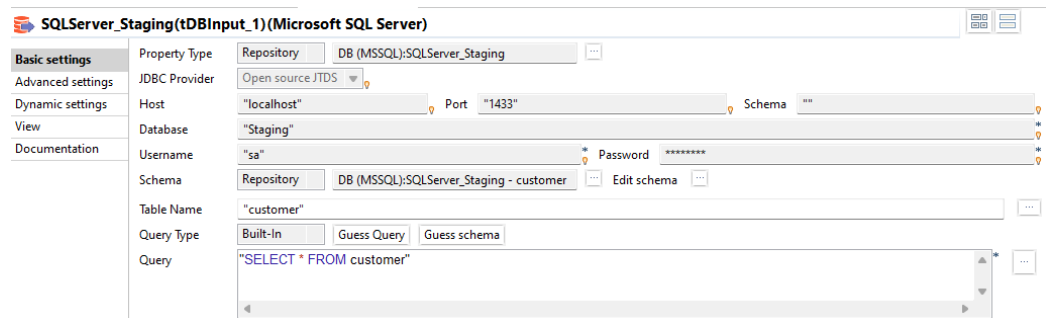 SQLServer_Staging(tDBInput_1)(Microsoft SQL Server)
Basic settings
Advanced settings
Dynamic settings
View
Documentation
Property Type Repository DB (MSSQL):SQLServer_Staging ...
JDBC Provider Open source JTDS
Host "localhost" Port "1433" Schema ""
Database "Staging" *
Username "sa" * Password ******** *
Schema Repository DB (MSSQL):SQLServer_Staging - customer ... Edit schema ...
Table Name "customer" ...
Query Type Built-In Guess Query Guess schema
Query "SELECT * FROM customer" * ...